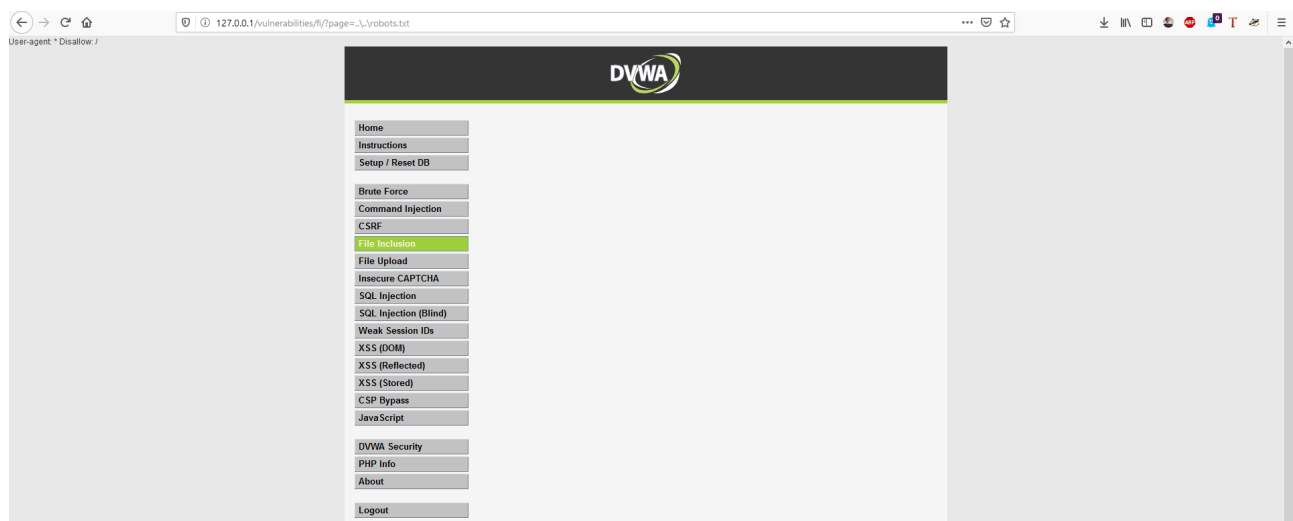 127.0.0.1/vulnerabilities/fi/?page=..\..\robots.txt
User-agent: * Disallow: /
DVWA
Home
Instructions
Setup / Reset DB
Brute Force
Command Injection
CSRF
File Inclusion
File Upload
Insecure CAPTCHA
SQL Injection
SQL Injection (Blind)
Weak Session IDs
XSS (DOM)
XSS (Reflected)
XSS (Stored)
CSP Bypass
JavaScript
DVWA Security
PHP Info
About
Logout